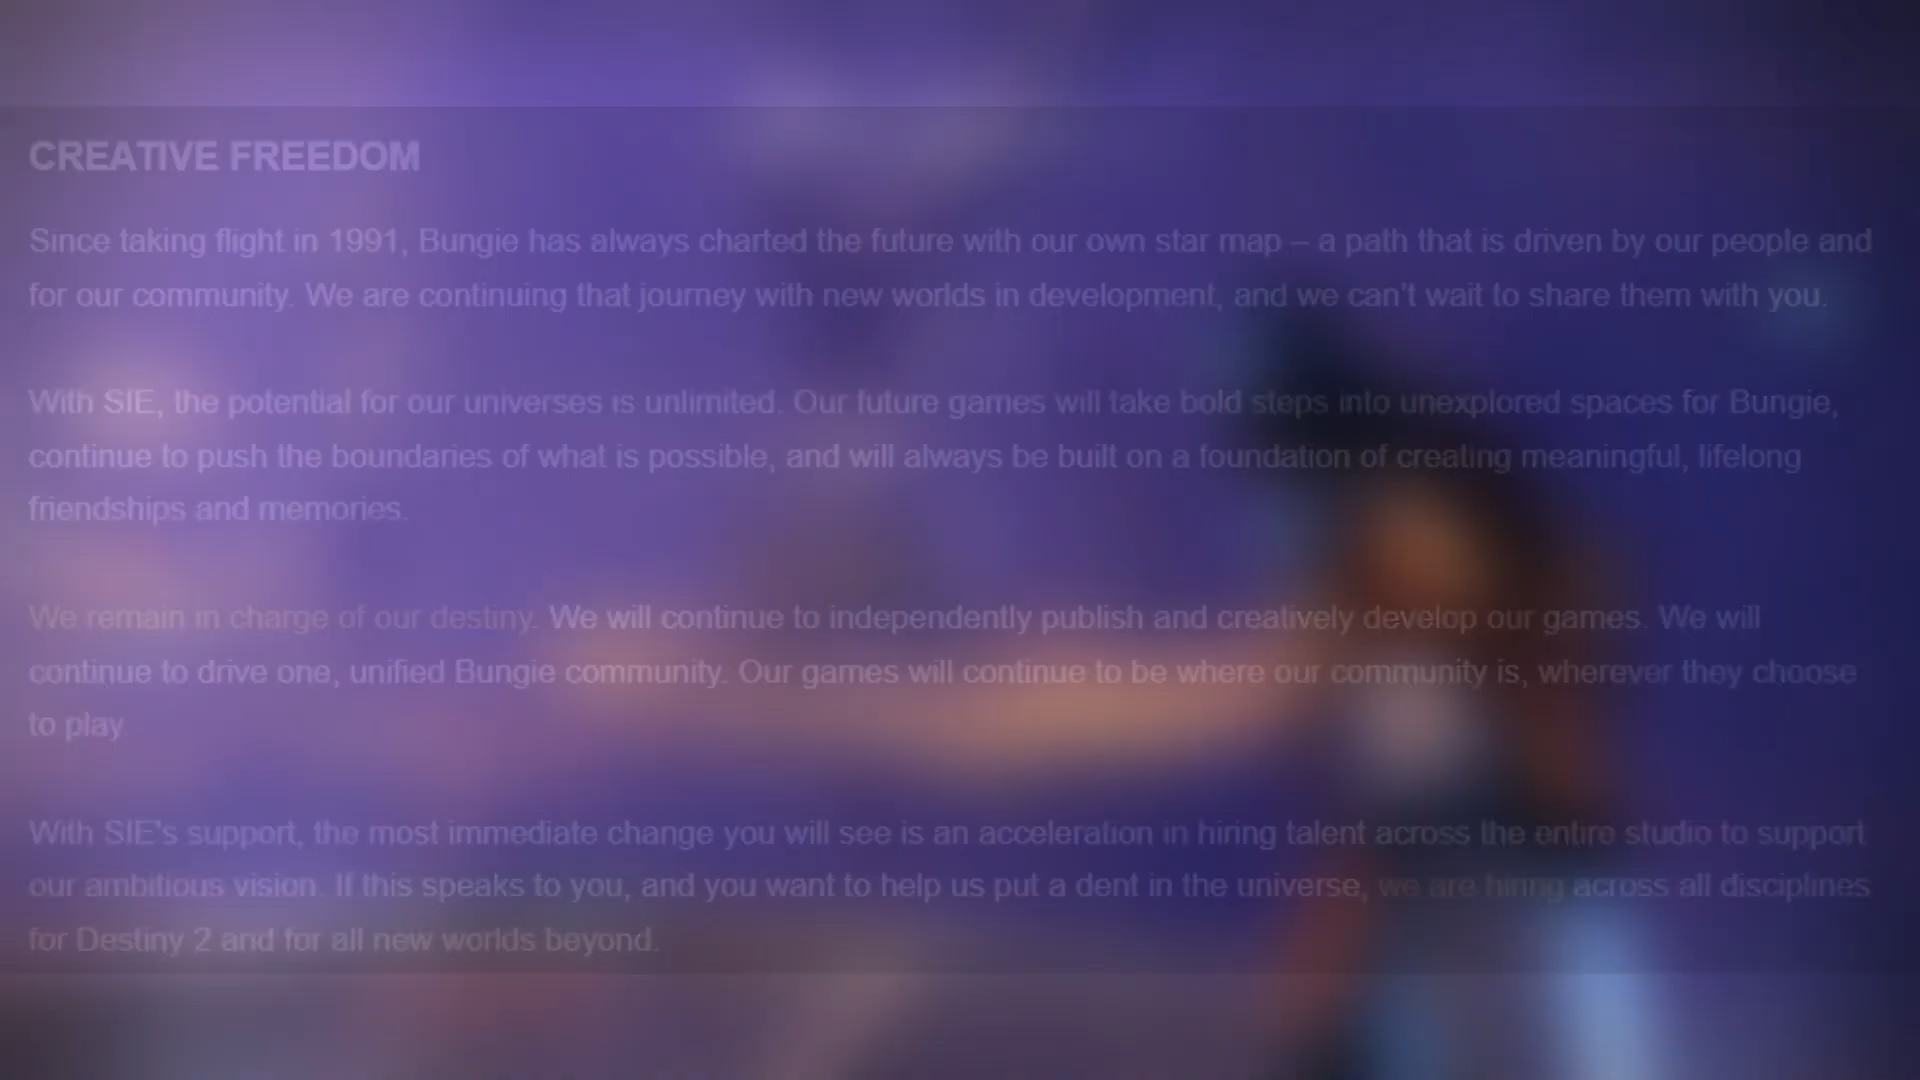 CREATIVE FREEDOM
Since taking flight in 1991, Bungie has always charted the future with our own star map – a path that is driven by our people and
for our community. We are continuing that journey with new worlds in development, and we can't wait to share them with you.
With SIE, the potential for our universes is unlimited. Our future games will take bold steps into unexplored spaces for Bungie,
continue to push the boundaries of what is possible, and will always be built on a foundation of creating meaningful, lifelong
friendships and memories.
We remain in charge of our destiny. We will continue to independently publish and creatively develop our games. We will
continue to drive one, unified Bungie community. Our games will continue to be where our community is, wherever they choose
to play
With SIE's support, the most immediate change you will see is an acceleration in hiring talent across the entire studio to support
our ambitious vision. If this speaks to you, and you want to help us put a dent in the universe, we are hiring across all disciplines
for Destiny 2 and for all new worlds beyond.